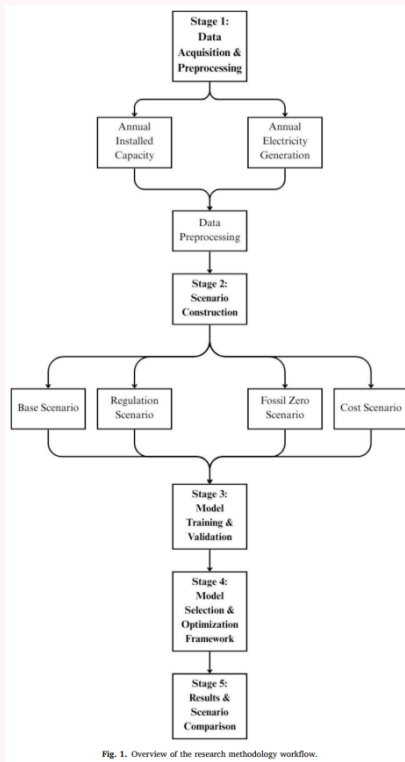 Stage 1:
Data
Acquisition &
Preprocessing
Annual
Installed
Capacity
Annual
Electricity
Generation
Data
Preprocessing
Stage 2:
Scenario
Construction
Base Scenario
Regulation
Scenario
Fossil Zero
Scenario
Cost Scenario
Stage 3:
Model
Training &
Validation
Stage 4:
Model
Selection &
Optimization
Framework
Stage 5:
Results &
Scenario
Comparison
Fig. 1. Overview of the research methodology workflow.